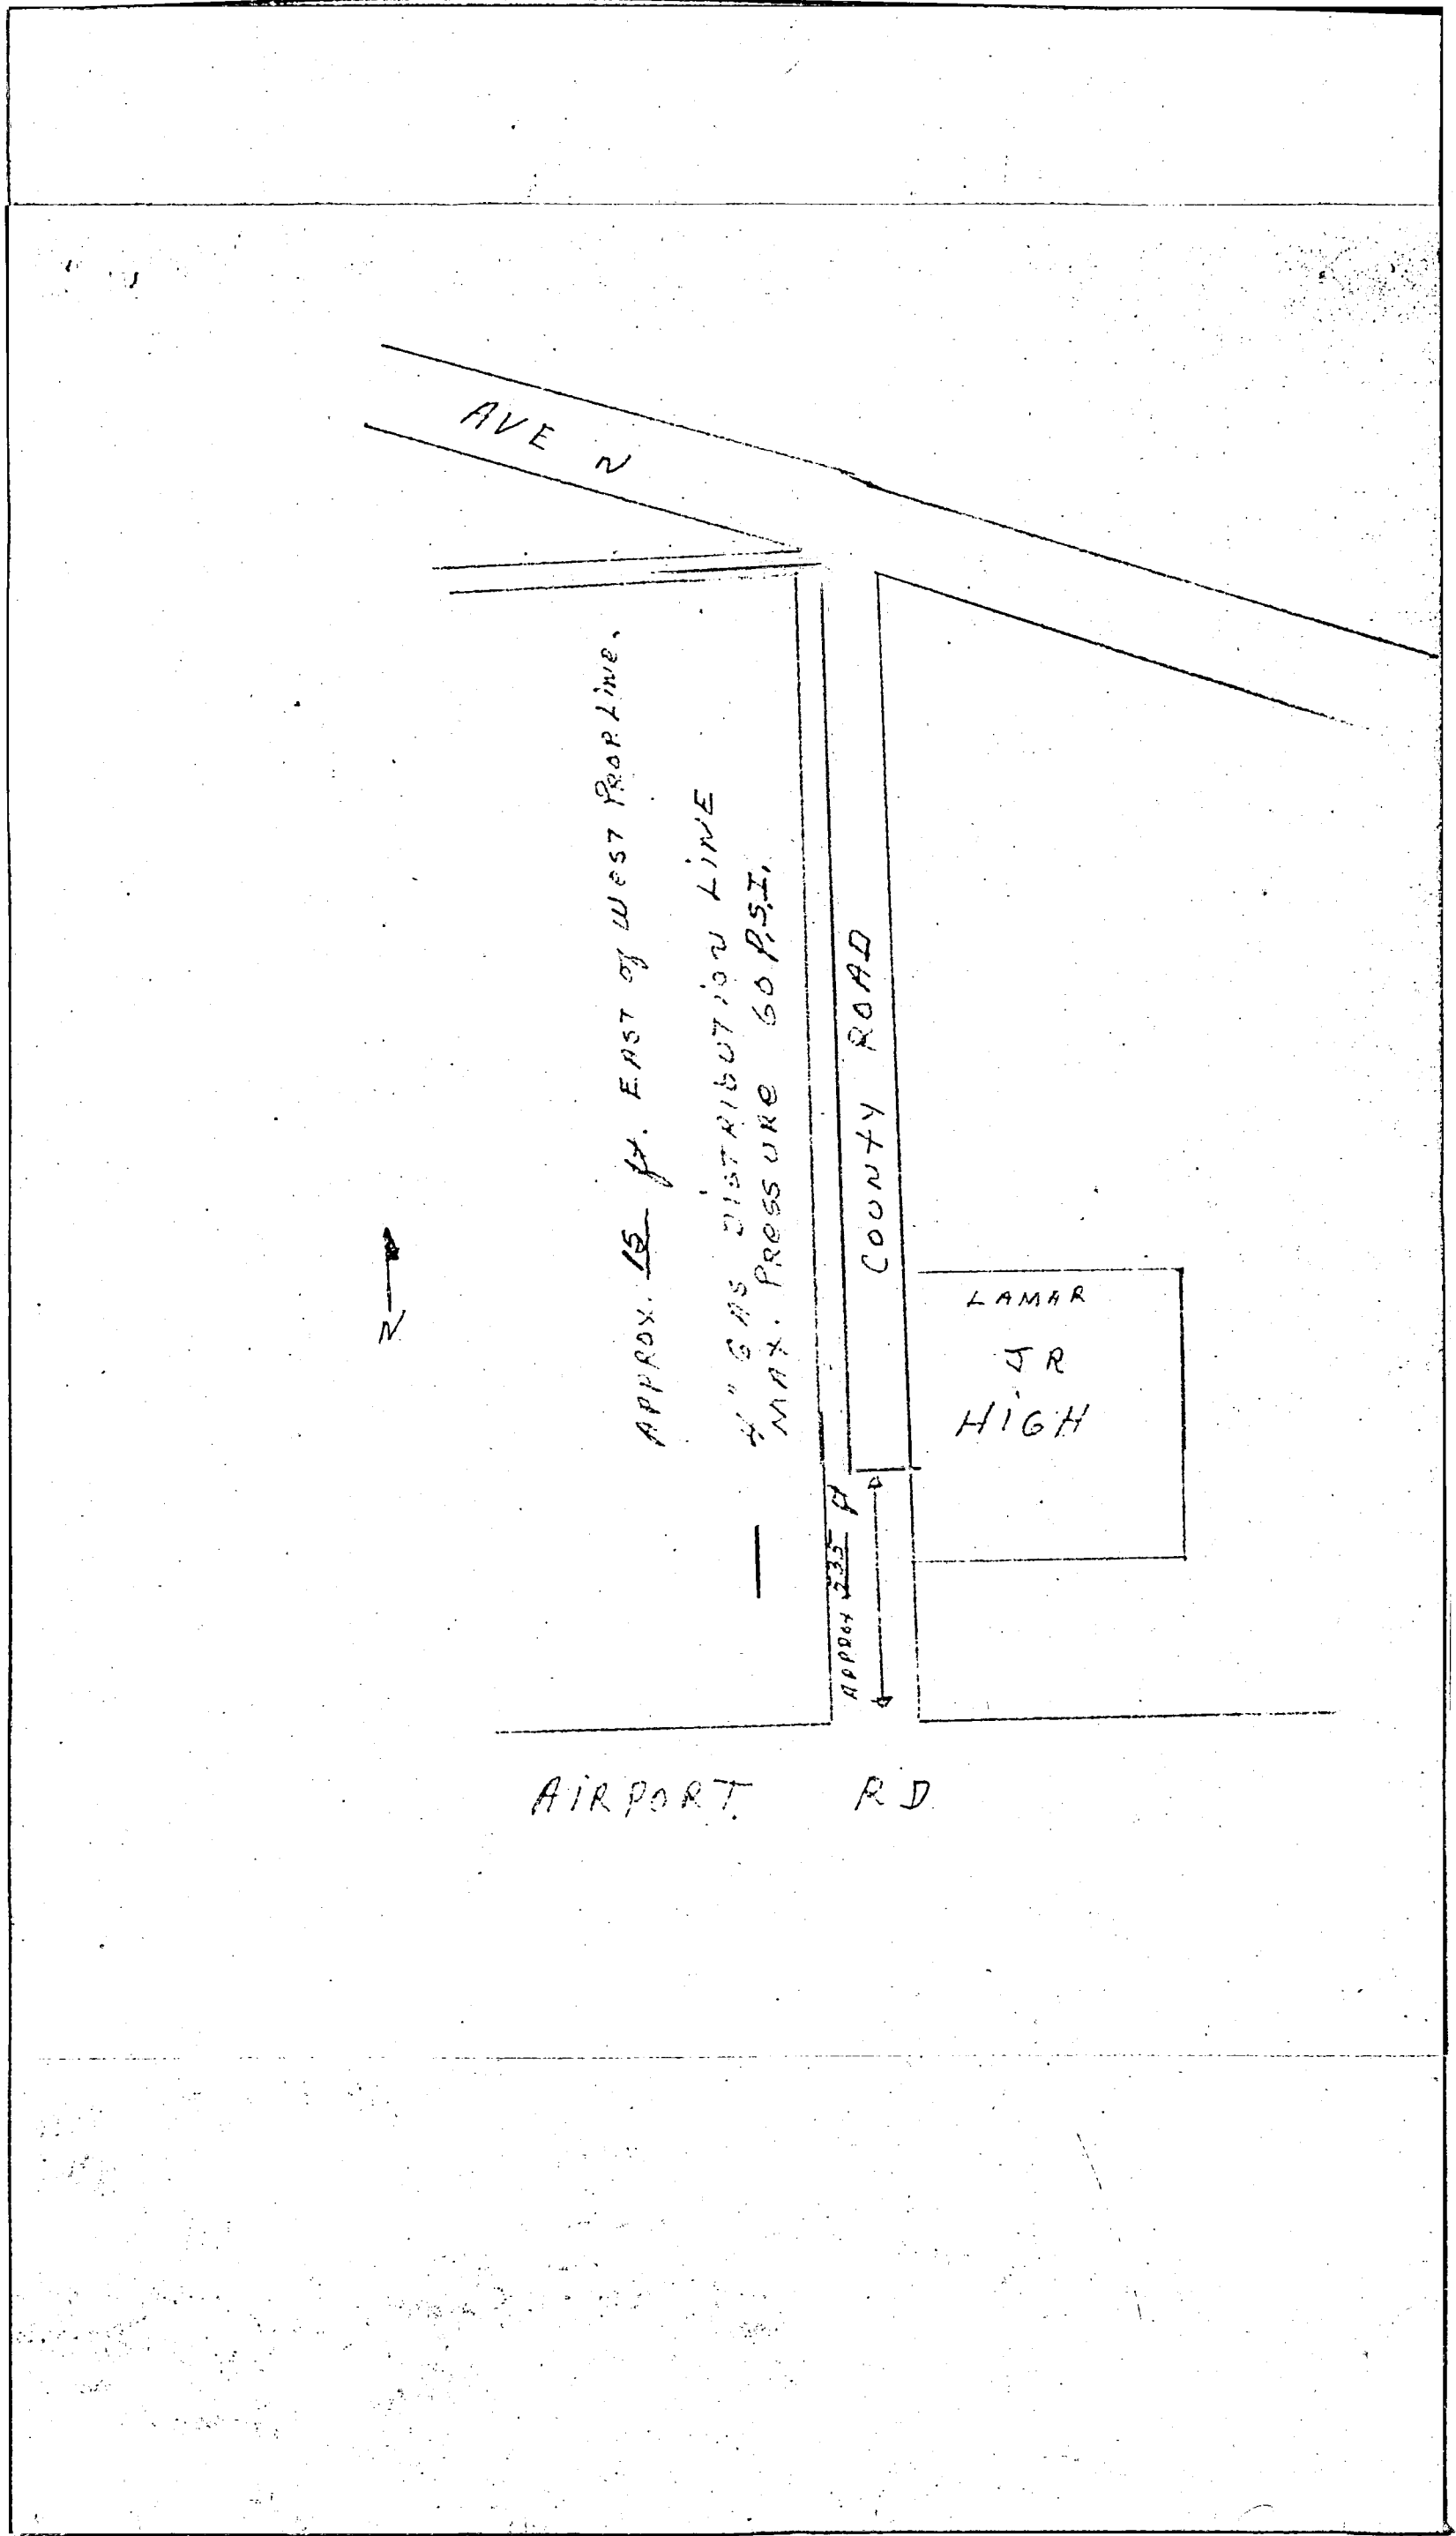 AVE N
APPROX. 15 ft. EAST of WEST PROP. LINE.
4" GAS DISTRIBUTION LINE
MAX. PRESSURE 60 P.S.I.
COUNTY ROAD
N
LAMAR
JR
HIGH
APPROX 235 ft
AIRPORT RD